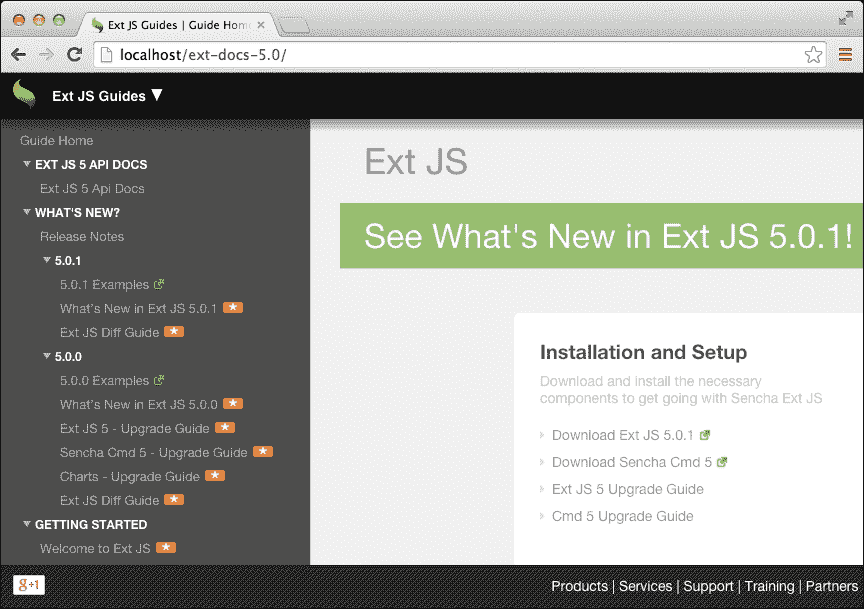 Ext JS Guides | Guide Hom
localhost/ext-docs-5.0/
Ext JS Guides ▼
Guide Home
EXT JS 5 API DOCS
Ext JS 5 Api Docs
WHAT'S NEW?
Release Notes
5.0.1
5.0.1 Examples
What's New in Ext JS 5.0.1
Ext JS Diff Guide
5.0.0
5.0.0 Examples
What's New in Ext JS 5.0.0
Ext JS 5 - Upgrade Guide
Sencha Cmd 5 - Upgrade Guide
Charts - Upgrade Guide
Ext JS Diff Guide
GETTING STARTED
Welcome to Ext JS
Ext JS
See What's New in Ext JS 5.0.1!
Installation and Setup
Download and install the necessary
components to get going with Sencha Ext JS
Download Ext JS 5.0.1
Download Sencha Cmd 5
Ext JS 5 Upgrade Guide
Cmd 5 Upgrade Guide
g+1
Products | Services | Support | Training | Partners